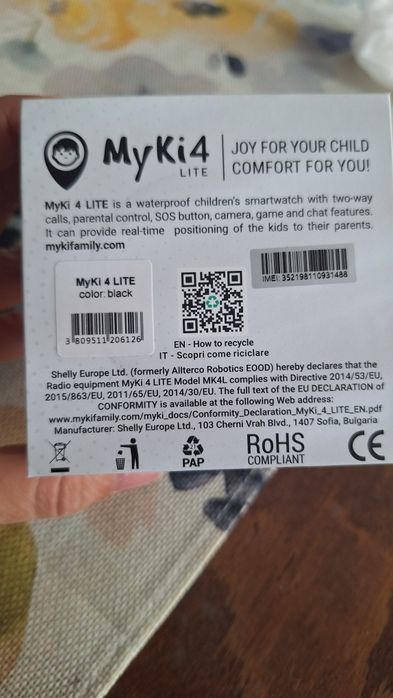 MyKi4
LITE
JOY FOR YOUR CHILD
COMFORT FOR YOU!
MyKi 4 LITE is a waterproof children's smartwatch with two-way
calls, parental control, SOS button, camera, game and chat features.
It can provide real-time positioning of the kids to their parents.
mykifamily.com
MyKi 4 LITE
color: black
3 809511 206126
IMEI: 352198110931488
EN - How to recycle
IT - Scopri come riciclare
Shelly Europe Ltd. (formerly Allterco Robotics EOOD) hereby declares that the
Radio equipment MyKi 4 LITE Model MK4L complies with Directive 2014/53/EU,
2015/863/EU, 2011/65/EU, 2014/30/EU. The full text of the EU DECLARATION of
CONFORMITY is available at the following Web address:
www.mykifamily.com/myki_docs/Conformity_Declaration_MyKi_4_LITE_EN.pdf
Manufacturer: Shelly Europe Ltd., 103 Cherni Vrah Blvd., 1407 Sofia, Bulgaria
PAP
RoHS
COMPLIANT
CE